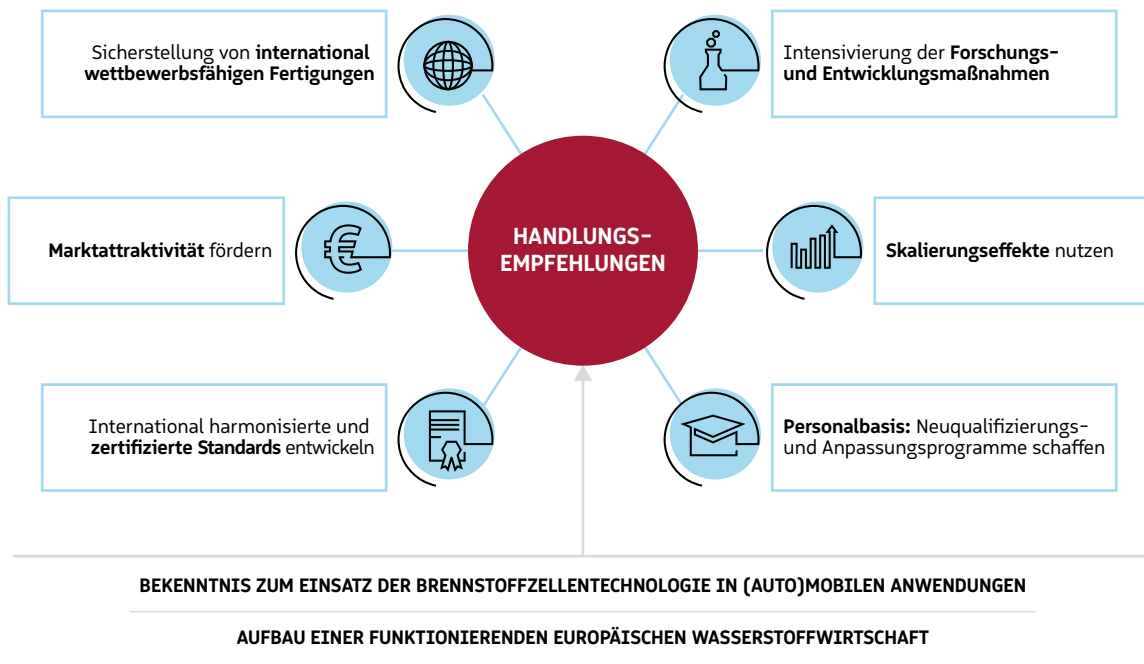 Sicherstellung von international
wettbewerbsfähigen Fertigungen
Intensivierung der Forschungs-
und Entwicklungsmaßnahmen
Marktattraktivität fördern
HANDLUNGS-
EMPFEHLUNGEN
Skalierungseffekte nutzen
International harmonisierte und
zertifizierte Standards entwickeln
Personalbasis: Neuqualifizierungs-
und Anpassungsprogramme schaffen
BEKENNTNIS ZUM EINSATZ DER BRENNSTOFFZELLENTECHNOLOGIE IN (AUTO)MOBILEN ANWENDUNGEN
AUFBAU EINER FUNKTIONIERENDEN EUROPÄISCHEN WASSERSTOFFWIRTSCHAFT